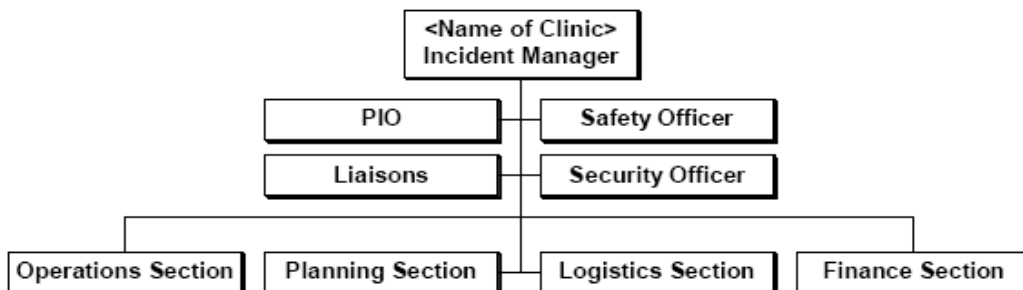 <Name of Clinic>
Incident Manager
PIO
Safety Officer
Liaisons
Security Officer
Operations Section
Planning Section
Logistics Section
Finance Section